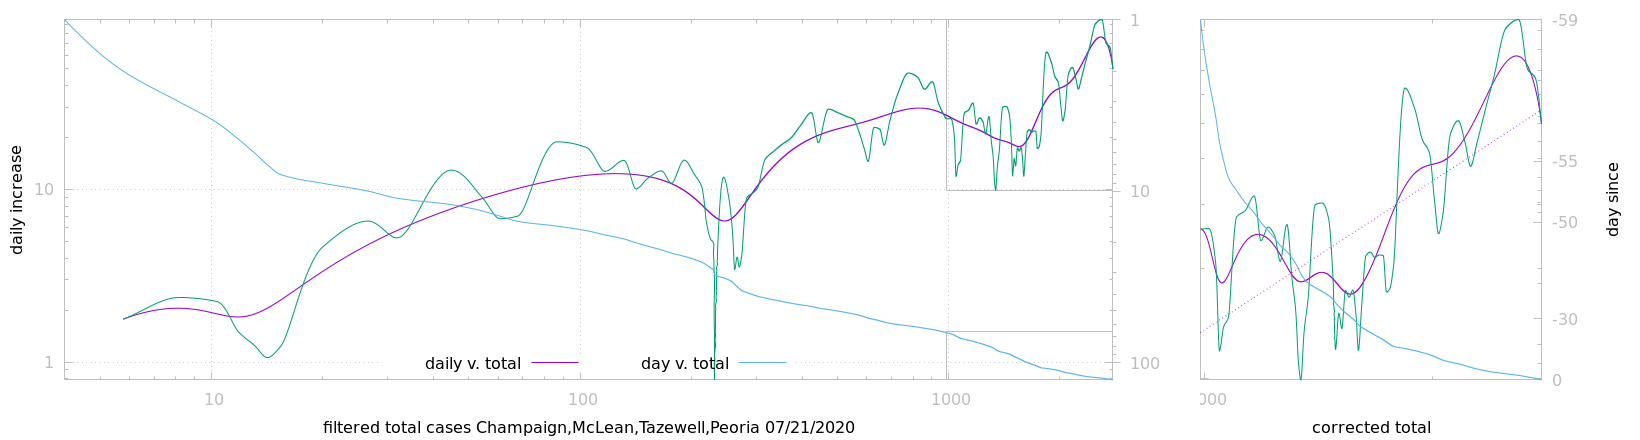 daily increase
10
1
10
100
1000
1
10
100
daily v. total
day v. total
filtered total cases Champaign,McLean,Tazewell,Peoria 07/21/2020
-59
-55
-50
-30
0
day since
000
corrected total